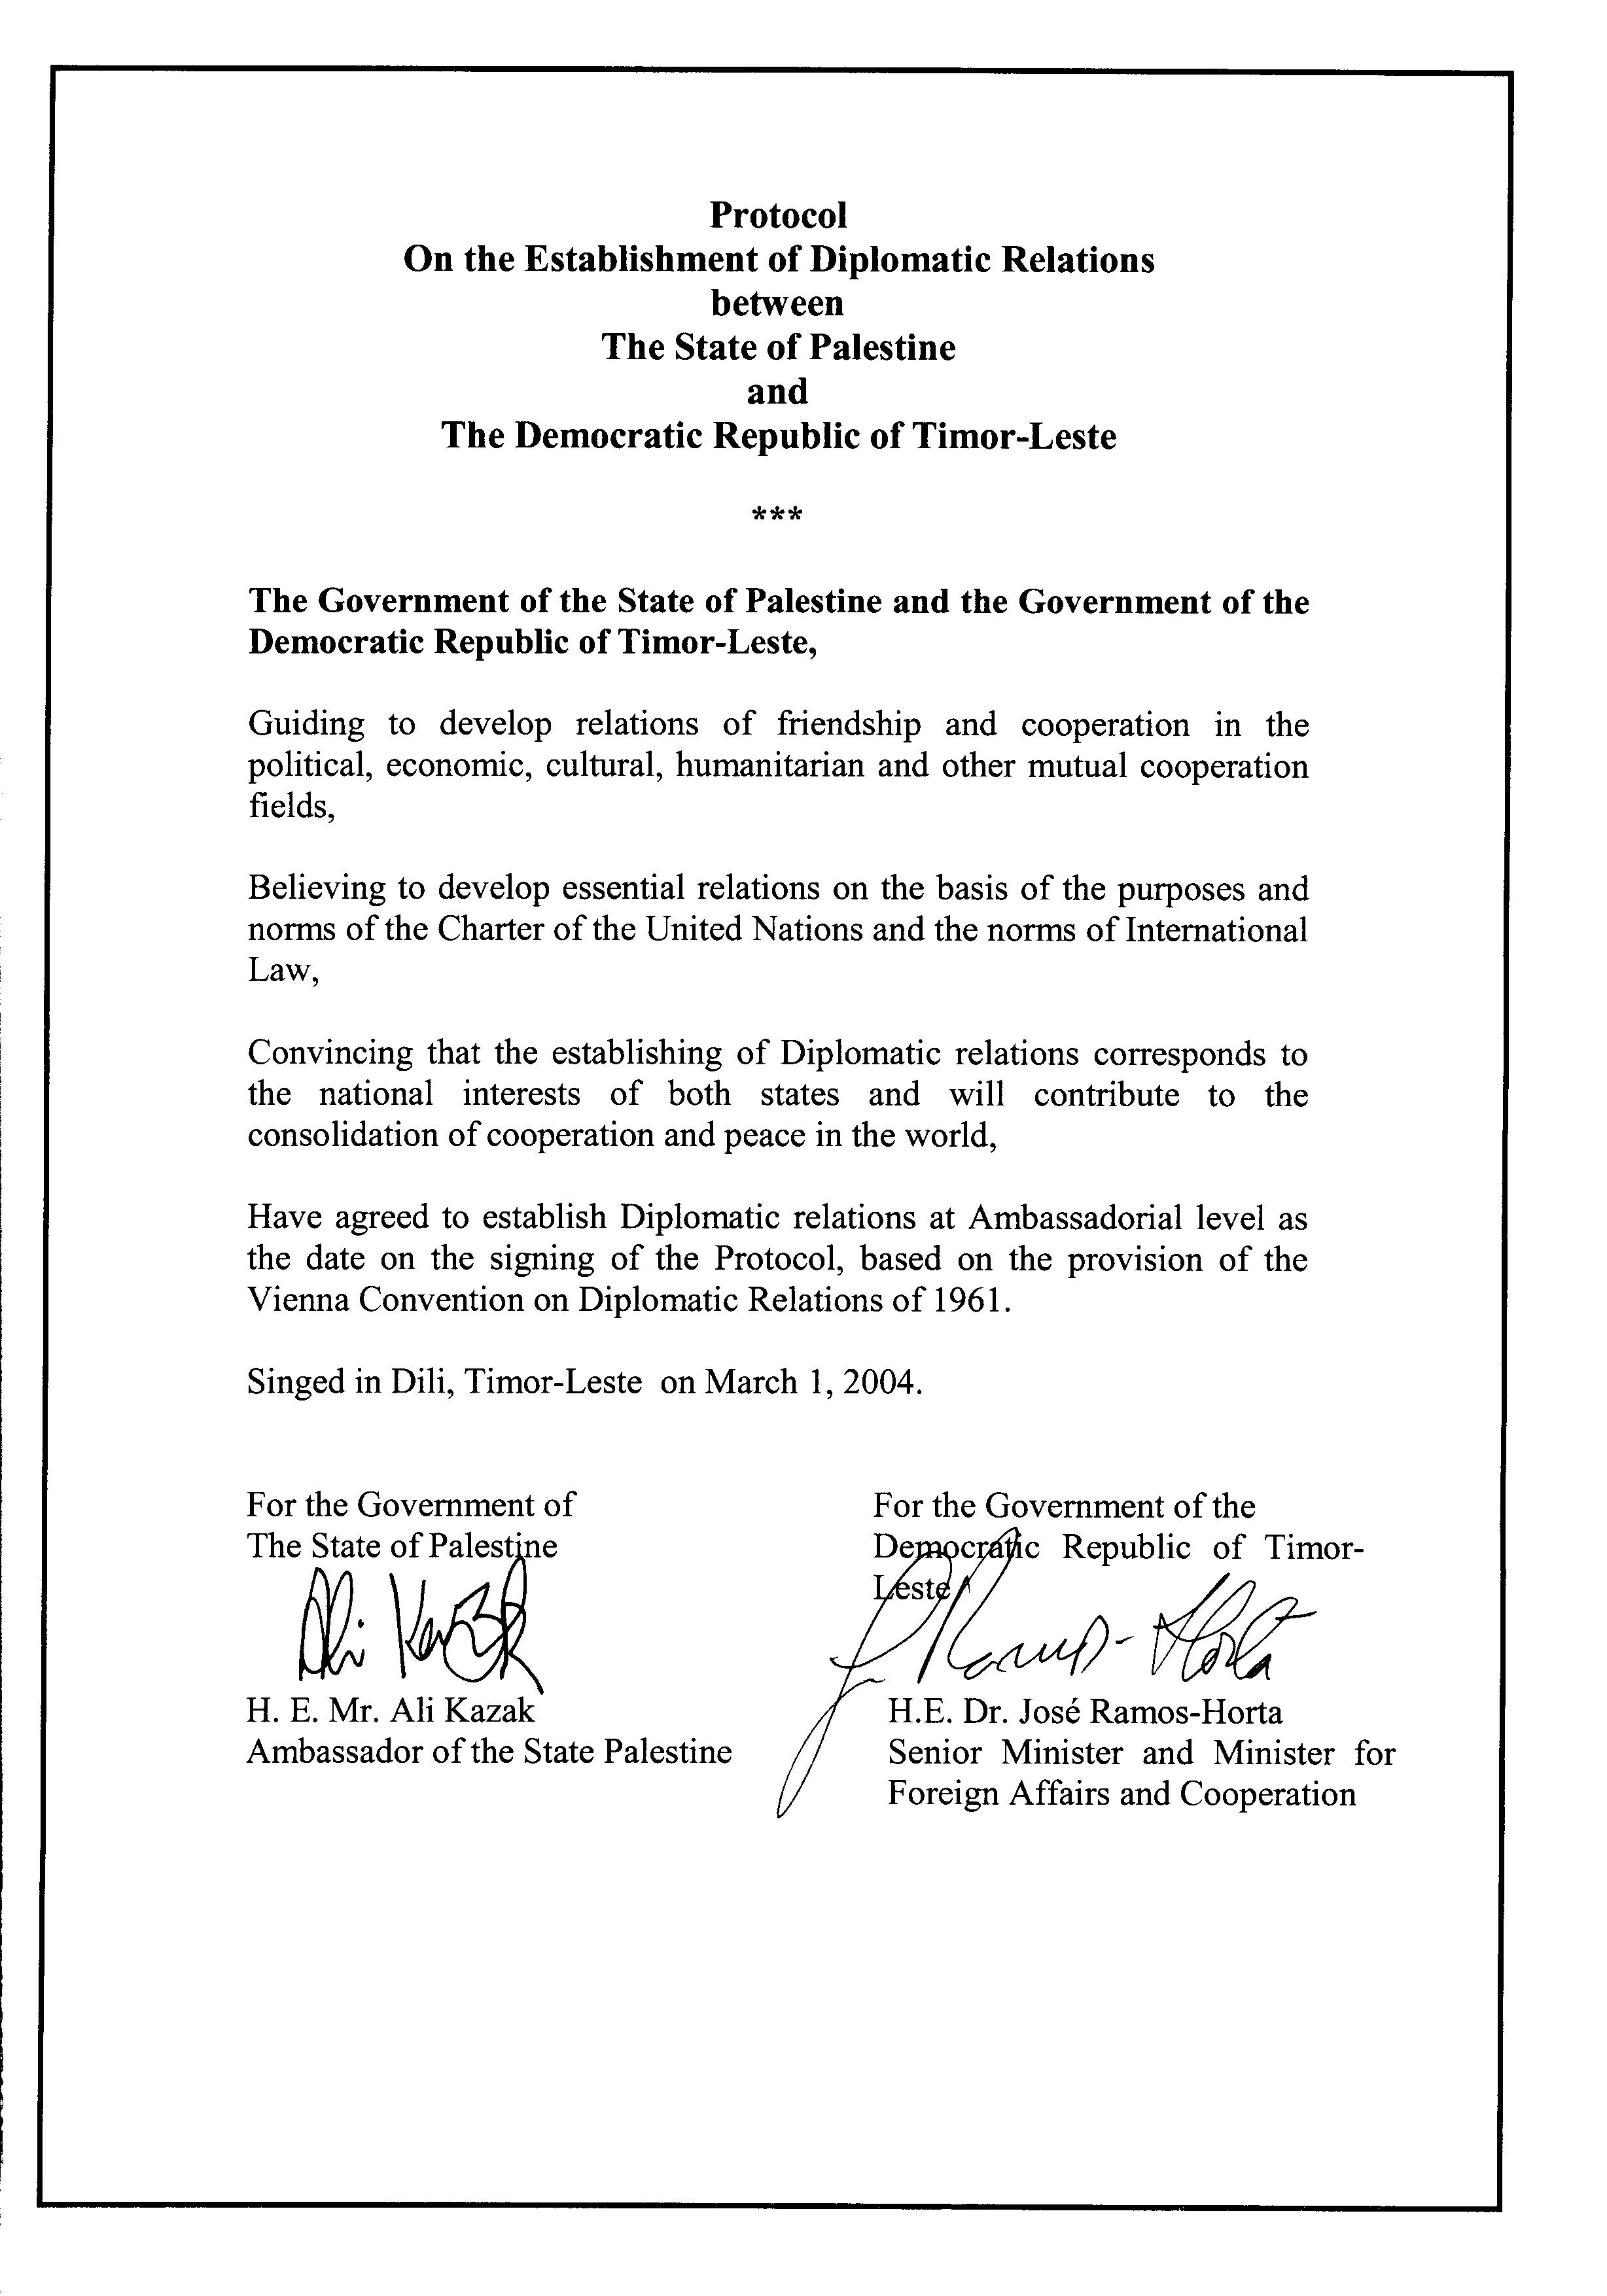 Protocol
On the Establishment of Diplomatic Relations
between
The State of Palestine
and
The Democratic Republic of Timor-Leste
***
The Government of the State of Palestine and the Government of the
Democratic Republic of Timor-Leste,
Guiding to develop relations of friendship and cooperation in the
political, economic, cultural, humanitarian and other mutual cooperation
fields,
Believing to develop essential relations on the basis of the purposes and
norms of the Charter of the United Nations and the norms of International
Law,
Convincing that the establishing of Diplomatic relations corresponds to
the national interests of both states and will contribute to the
consolidation of cooperation and peace in the world,
Have agreed to establish Diplomatic relations at Ambassadorial level as
the date on the signing of the Protocol, based on the provision of the
Vienna Convention on Diplomatic Relations of 1961.
Singed in Dili, Timor-Leste on March 1, 2004.
For the Government of
The State of Palestine
Ali Kazak
H. E. Mr. Ali Kazak
Ambassador of the State Palestine
For the Government of the
Democratic Republic of Timor-
Leste
J Ramos-Horta
H.E. Dr. José Ramos-Horta
Senior Minister and Minister for
Foreign Affairs and Cooperation